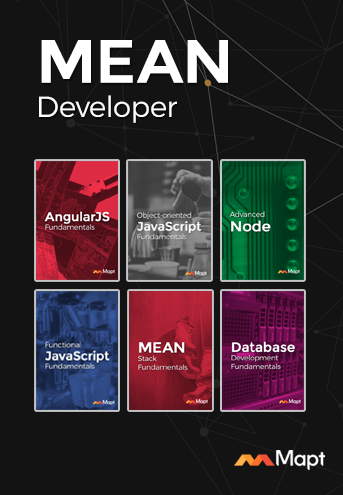 MEAN
Developer
AngularJS
Fundamentals
Mapt
Object-oriented
JavaScript
Fundamentals
Mapt
Advanced
Node
Mapt
Functional
JavaScript
Fundamentals
Mapt
MEAN
Stack
Fundamentals
Mapt
Database
Development
Fundamentals
Mapt
Mapt